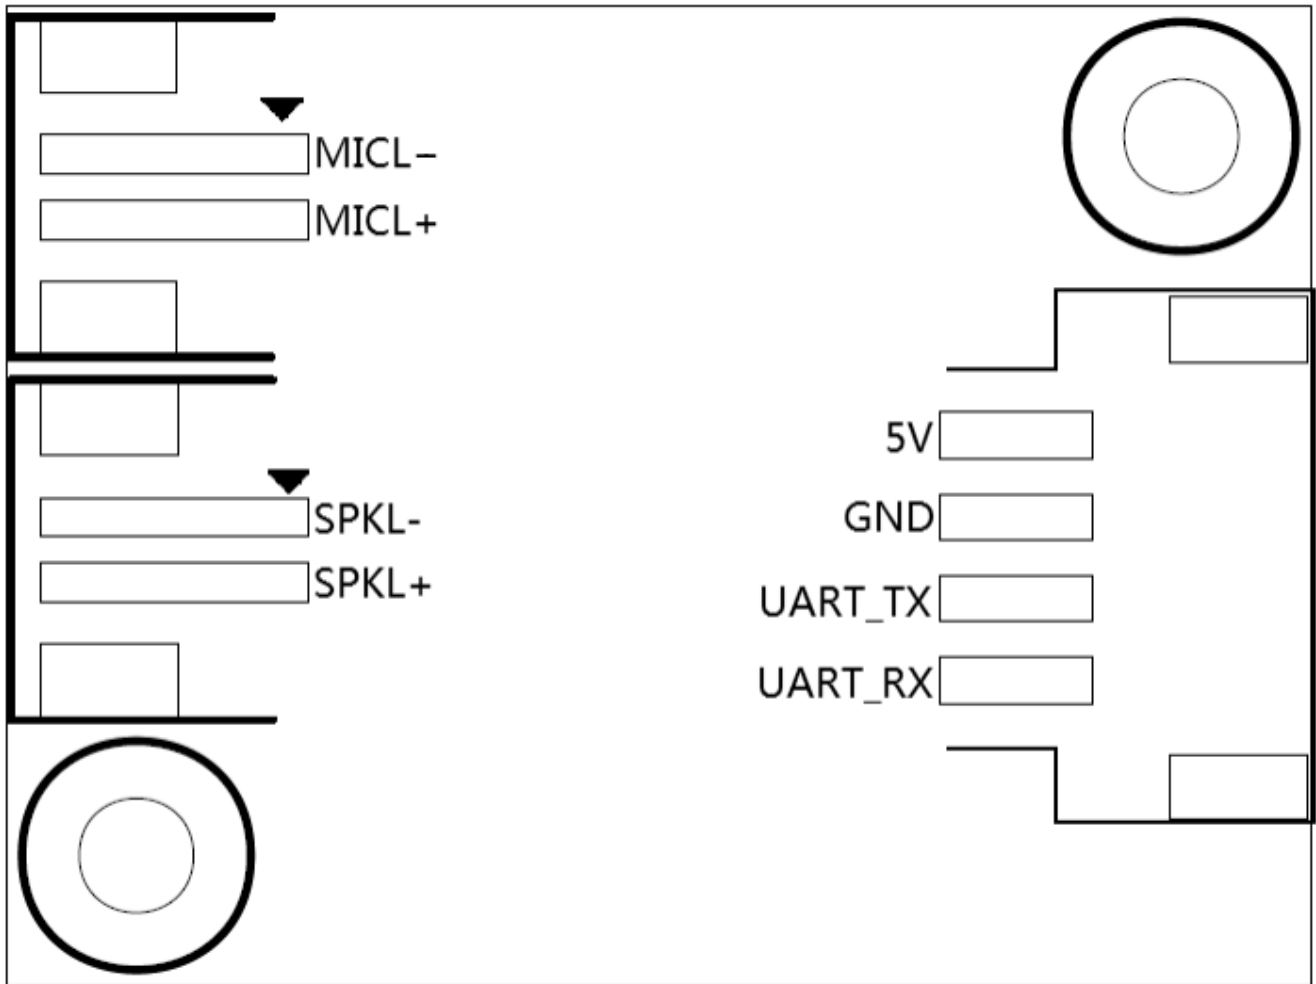 MICL–
MICL+
SPKL-
SPKL+
5V
GND
UART_TX
UART_RX